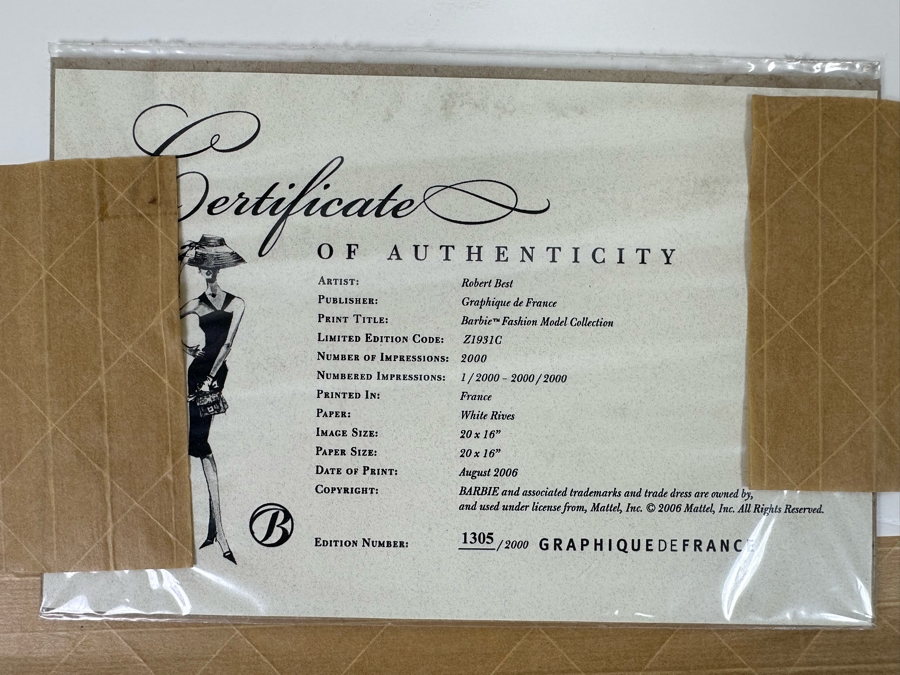 Certificate
OF AUTHENTICITY
ARTIST: Robert Best
PUBLISHER: Graphique de France
PRINT TITLE: Barbie™ Fashion Model Collection
LIMITED EDITION CODE: Z1931C
NUMBER OF IMPRESSIONS: 2000
NUMBERED IMPRESSIONS: 1 / 2000 – 2000 / 2000
PRINTED IN: France
PAPER: White Rives
IMAGE SIZE: 20 x 16”
PAPER SIZE: 20 x 16”
DATE OF PRINT: August 2006
COPYRIGHT: BARBIE and associated trademarks and trade dress are owned by,
and used under license from, Mattel, Inc. © 2006 Mattel, Inc. All Rights Reserved.
B
EDITION NUMBER: 1305 / 2000 GRAPHIQUEDEFRANCE